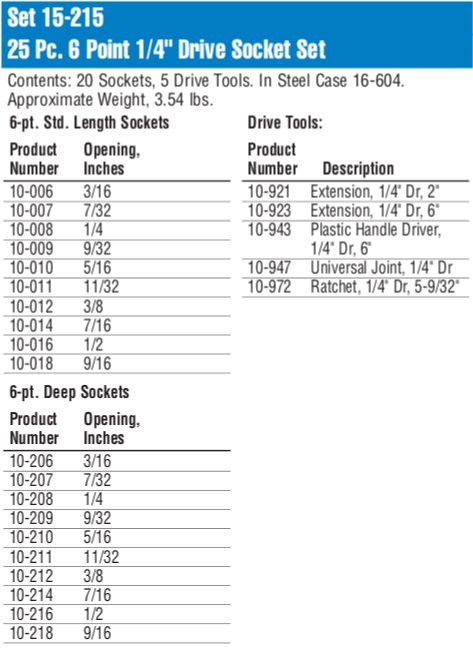 Set 15-215
25 Pc. 6 Point 1/4" Drive Socket Set
Contents: 20 Sockets, 5 Drive Tools. In Steel Case 16-604.
Approximate Weight, 3.54 lbs.
6-pt. Std. Length Sockets
Product Opening,
Number Inches
10-006 3/16
10-007 7/32
10-008 1/4
10-009 9/32
10-010 5/16
10-011 11/32
10-012 3/8
10-014 7/16
10-016 1/2
10-018 9/16
6-pt. Deep Sockets
Product Opening,
Number Inches
10-206 3/16
10-207 7/32
10-208 1/4
10-209 9/32
10-210 5/16
10-211 11/32
10-212 3/8
10-214 7/16
10-216 1/2
10-218 9/16
Drive Tools:
Product
Number Description
10-921 Extension, 1/4" Dr, 2"
10-923 Extension, 1/4" Dr, 6"
10-943 Plastic Handle Driver,
1/4" Dr, 6"
10-947 Universal Joint, 1/4" Dr
10-972 Ratchet, 1/4" Dr, 5-9/32"